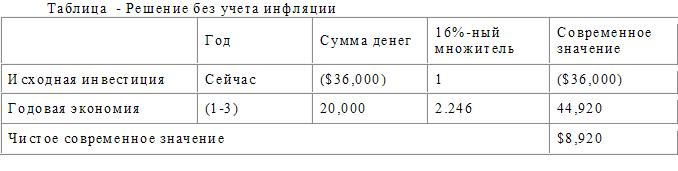 Таблица - Решение без учета инфляции
Год Сумма денег 16%-ный множитель Современное значение
Исходная инвестиция Сейчас ($36,000) 1 ($36,000)
Годовая экономия (1-3) 20,000 2.246 44,920
Чистое современное значение $8,920